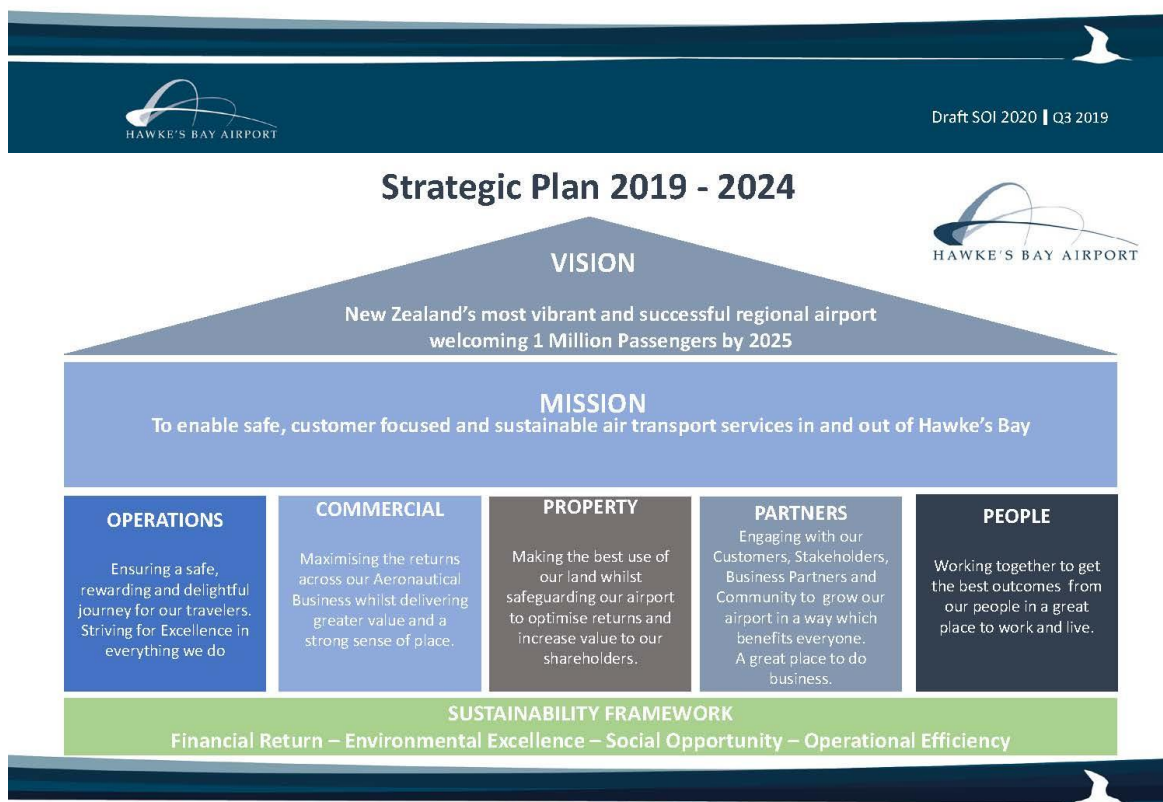 HAWKE'S BAY AIRPORT
Draft SOI 2020 | Q3 2019
Strategic Plan 2019 - 2024
HAWKE'S BAY AIRPORT
VISION
New Zealand's most vibrant and successful regional airport
welcoming 1 Million Passengers by 2025
MISSION
To enable safe, customer focused and sustainable air transport services in and out of Hawke's Bay
OPERATIONS
Ensuring a safe,
rewarding and delightful
journey for our travelers.
Striving for Excellence in
everything we do
COMMERCIAL
Maximising the returns
across our Aeronautical
Business whilst delivering
greater value and a
strong sense of place.
PROPERTY
Making the best use of
our land whilst
safeguarding our airport
to optimise returns and
increase value to our
shareholders.
PARTNERS
Engaging with our
Customers, Stakeholders,
Business Partners and
Community to grow our
airport in a way which
benefits everyone.
A great place to do
business.
PEOPLE
Working together to get
the best outcomes from
our people in a great
place to work and live.
SUSTAINABILITY FRAMEWORK
Financial Return – Environmental Excellence – Social Opportunity – Operational Efficiency